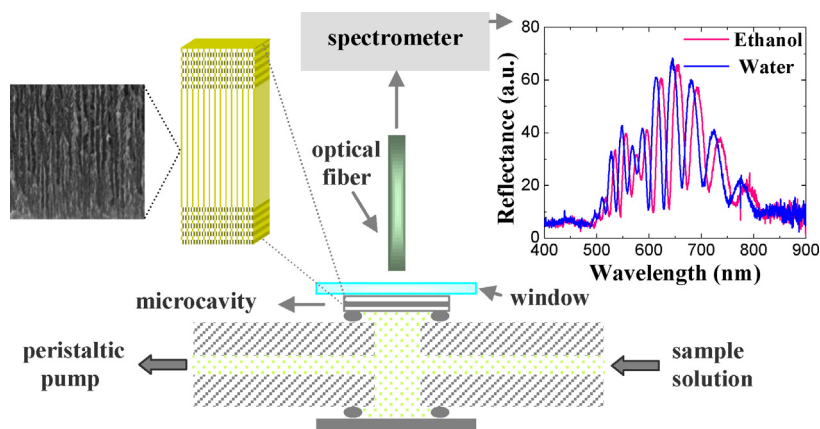 spectrometer
optical
fiber
microcavity
window
peristaltic
pump
sample
solution
Reflectance (a.u.)
80
60
40
20
0
Ethanol
Water
400 500 600 700 800 900
Wavelength (nm)